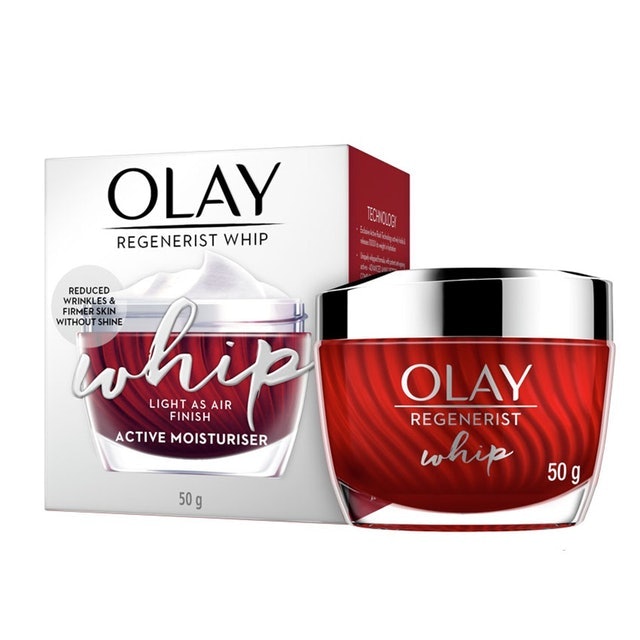 OLAY
REGENERIST WHIP
REDUCED
WRINKLES &
FIRMER SKIN
WITHOUT SHINE
whip
LIGHT AS AIR
FINISH
ACTIVE MOISTURISER
50 g
TECHNOLOGY
OLAY
REGENERIST
whip
50 g